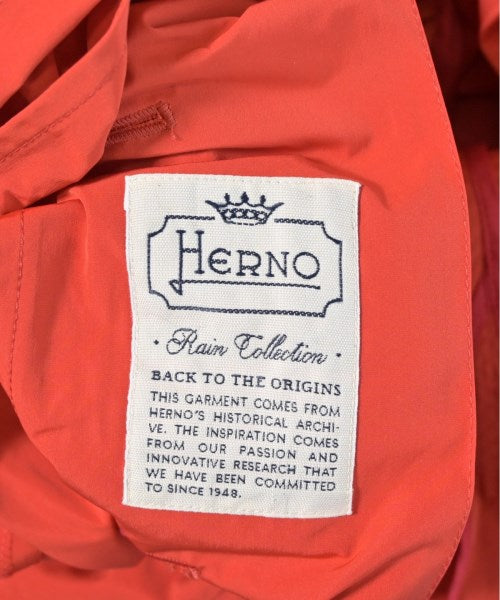 HERNO
· Rain Collection ·
BACK TO THE ORIGINS
THIS GARMENT COMES FROM
HERNO'S HISTORICAL ARCHI-
VE. THE INSPIRATION COMES
FROM OUR PASSION AND
INNOVATIVE RESEARCH THAT
WE HAVE BEEN COMMITTED
TO SINCE 1948.